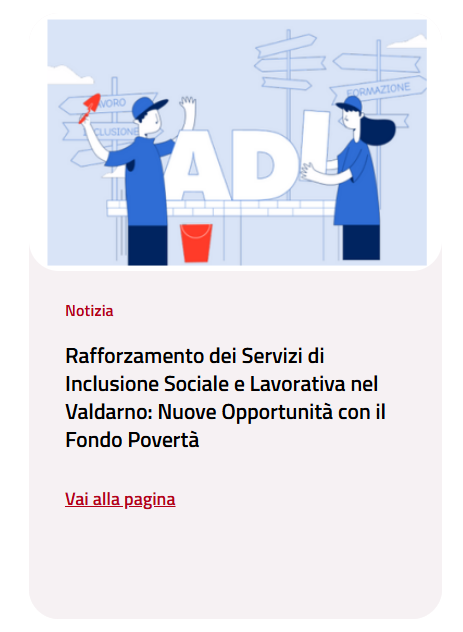 LAVORO
CLUSIONE
FORMAZIONE
ADI
Notizia
Rafforzamento dei Servizi di
Inclusione Sociale e Lavorativa nel
Valdarno: Nuove Opportunità con il
Fondo Povertà
Vai alla pagina